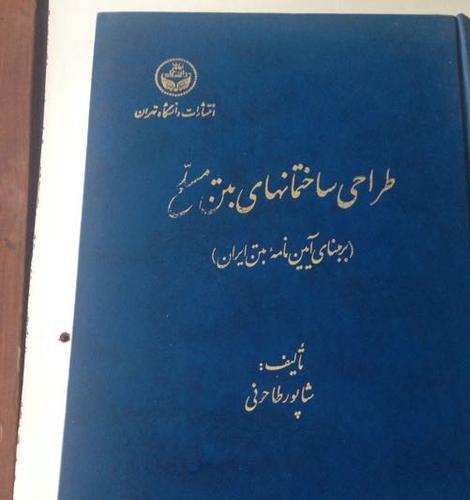 انتشارات دانشگاه تهران
طراحی ساختمانهای بتن مسلح
(بر مبنای آیین نامهٔ بتن ایران)
تألیف:
شاپور طاحونی